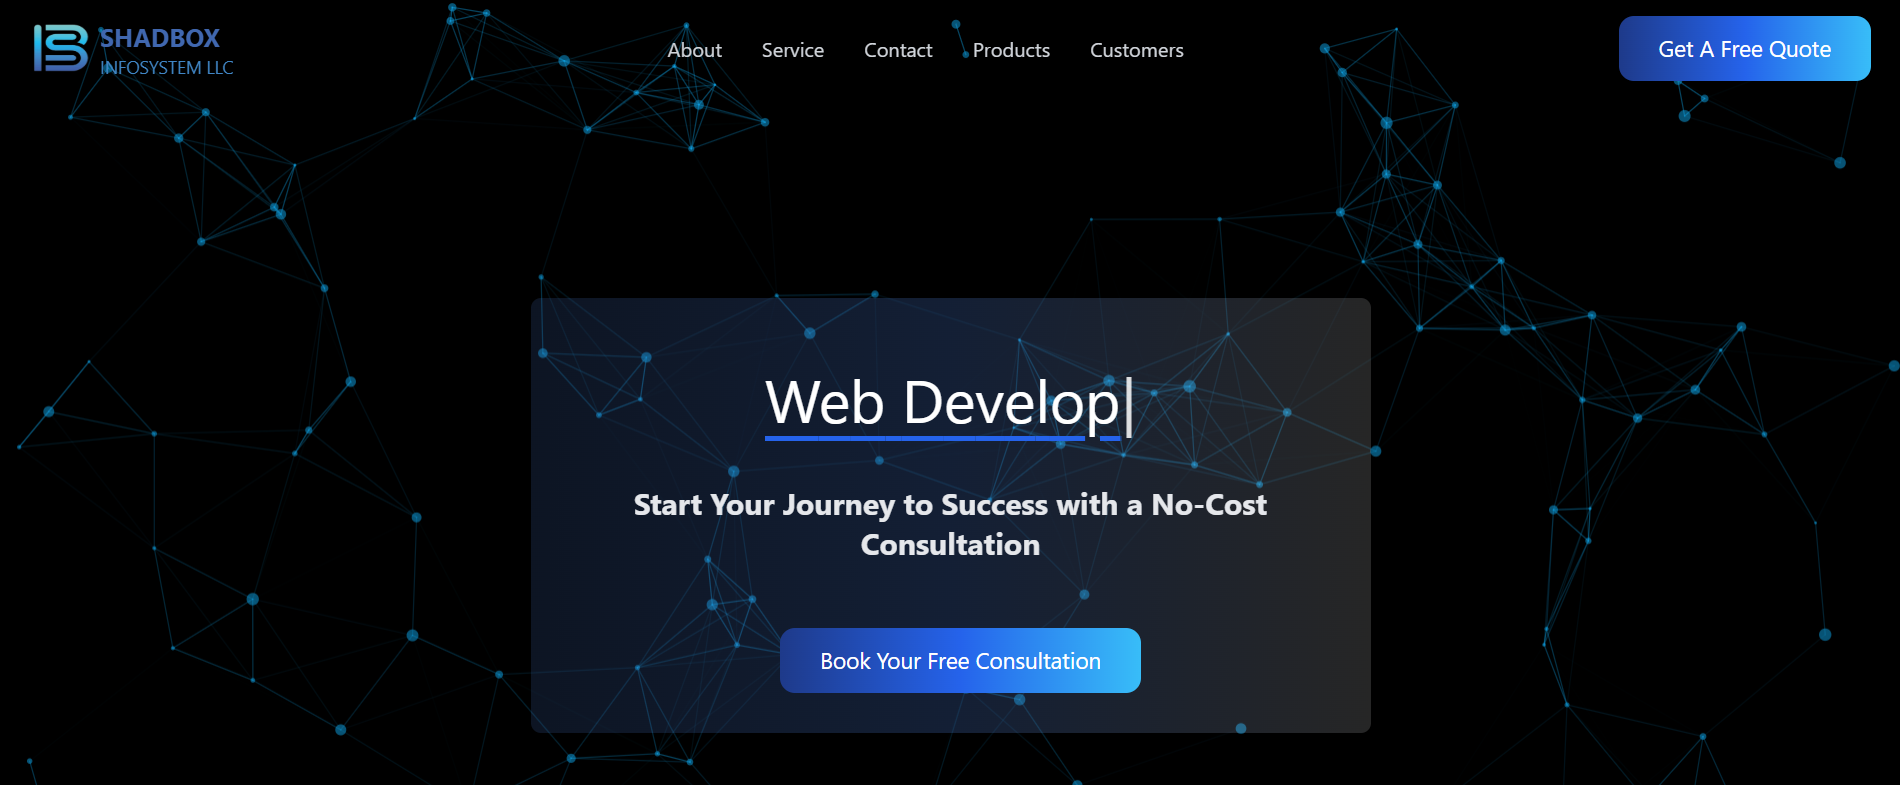 SHADBOX
INFOSYSTEM LLC
About
Service
Contact
Products
Customers
Get A Free Quote
Web Develop|
Start Your Journey to Success with a No-Cost
Consultation
Book Your Free Consultation